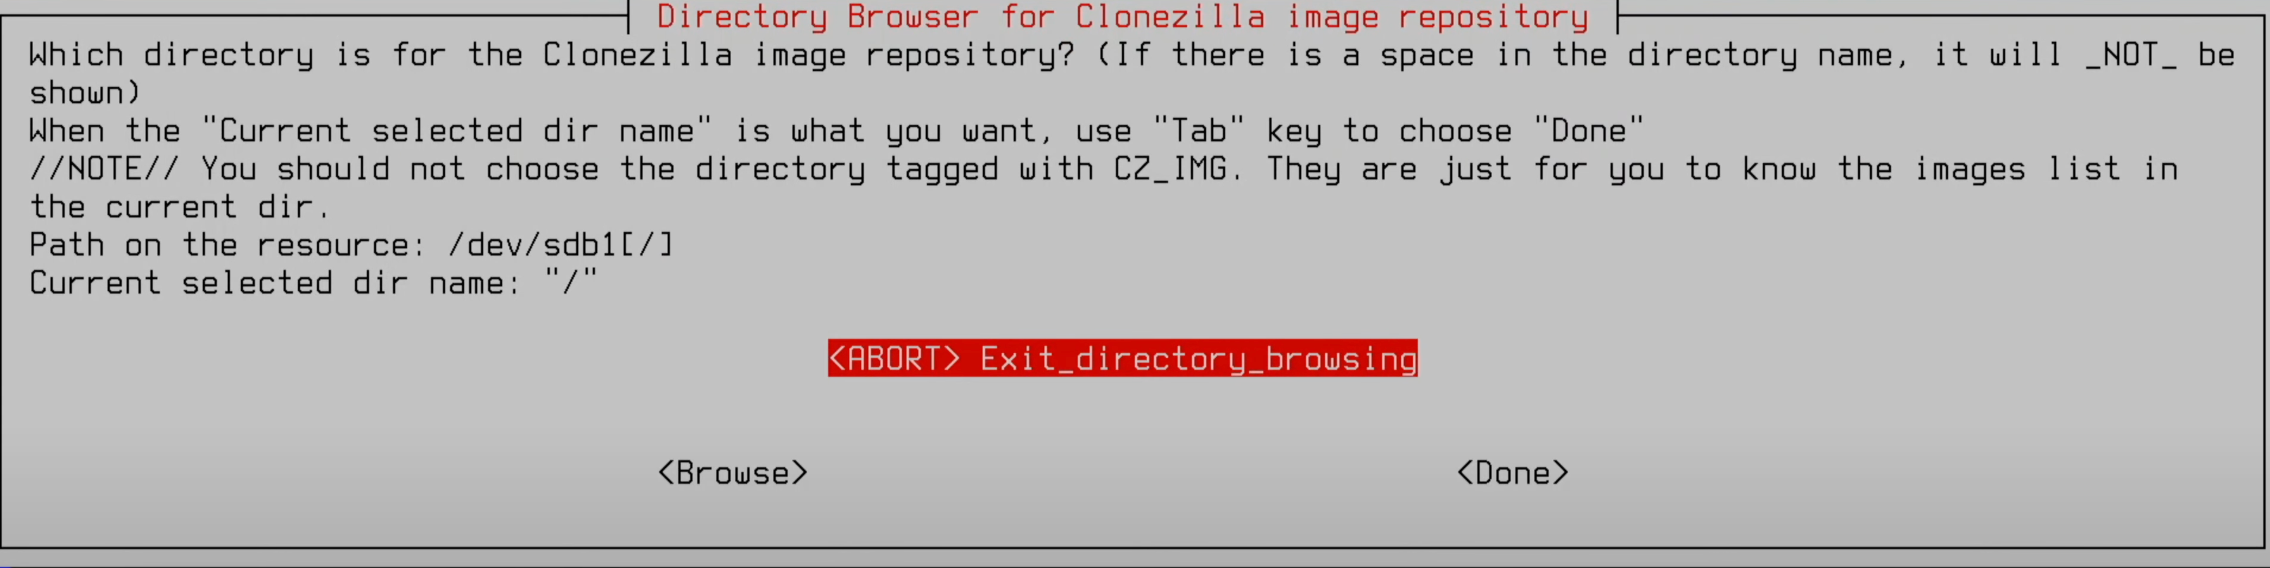 Directory Browser for Clonezilla image repository
Which directory is for the Clonezilla image repository? (If there is a space in the directory name, it will _NOT_ be
shown)
When the "Current selected dir name" is what you want, use "Tab" key to choose "Done"
//NOTE// You should not choose the directory tagged with CZ_IMG. They are just for you to know the images list in
the current dir.
Path on the resource: /dev/sdb1[/]
Current selected dir name: "/"
<ABORT> Exit_directory_browsing
<Browse> <Done>